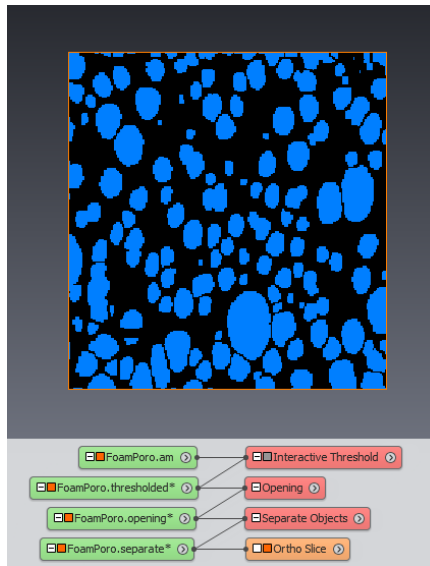 FoamPoro.am Interactive Threshold
FoamPoro.thresholded* Opening
FoamPoro.opening* Separate Objects
FoamPoro.separate* Ortho Slice